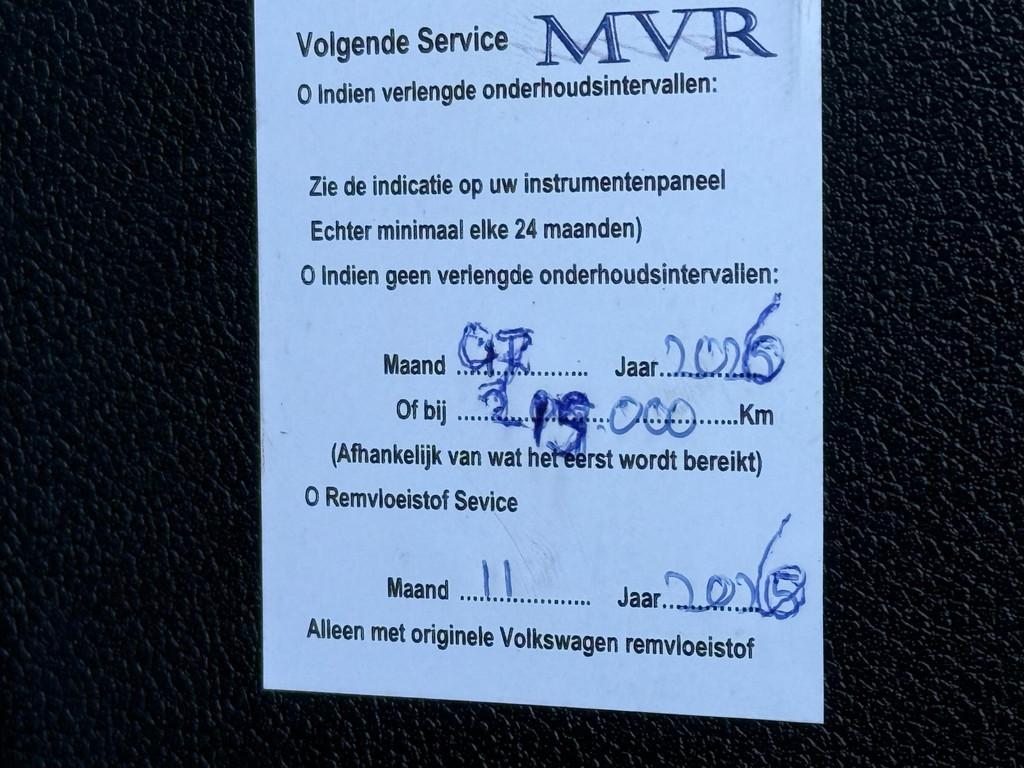 Volgende Service MVR
O Indien verlengde onderhoudsintervallen:
Zie de indicatie op uw instrumentenpaneel
Echter minimaal elke 24 maanden)
O Indien geen verlengde onderhoudsintervallen:
Maand 07 Jaar 2026
Of bij 215.000 Km
(Afhankelijk van wat het eerst wordt bereikt)
O Remvloeistof Sevice
Maand 11 Jaar
Alleen met originele Volkswagen remvloeistof